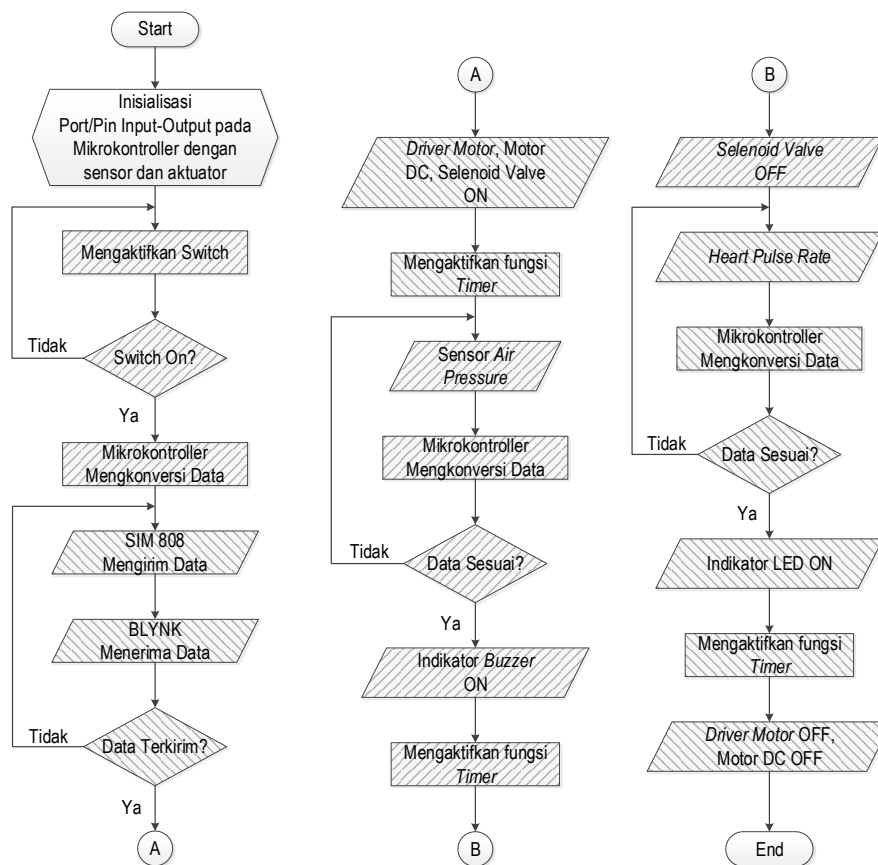 Start
Inisialisasi
Port/Pin Input-Output pada
Mikrokontroller dengan
sensor dan aktuator
Mengaktifkan Switch
Tidak
Switch On?
Ya
Mikrokontroller
Mengkonversi Data
SIM 808
Mengirim Data
BLYNK
Menerima Data
Tidak
Data Terkirim?
Ya
A
A
Driver Motor, Motor
DC, Selenoid Valve
ON
Mengaktifkan fungsi
Timer
Sensor Air
Pressure
Mikrokontroller
Mengkonversi Data
Tidak
Data Sesuai?
Ya
Indikator Buzzer
ON
Mengaktifkan fungsi
Timer
B
B
Selenoid Valve
OFF
Heart Pulse Rate
Mikrokontroller
Mengkonversi Data
Tidak
Data Sesuai?
Ya
Indikator LED ON
Mengaktifkan fungsi
Timer
Driver Motor OFF,
Motor DC OFF
End